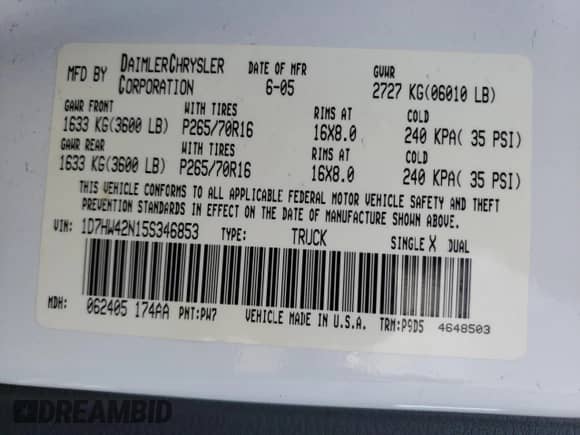 MFD BY DAIMLERCHRYSLER CORPORATION DATE OF MFR 6-05 GVWR 2727 KG(06010 LB)
GAWR FRONT WITH TIRES RIMS AT COLD
1633 KG(3600 LB) P265/70R16 16X8.0 240 KPA( 35 PSI)
GAWR REAR WITH TIRES RIMS AT COLD
1633 KG(3600 LB) P265/70R16 16X8.0 240 KPA( 35 PSI)
THIS VEHICLE CONFORMS TO ALL APPLICABLE FEDERAL MOTOR VEHICLE SAFETY AND THEFT
PREVENTION STANDARDS IN EFFECT ON THE DATE OF MANUFACTURE SHOWN ABOVE.
VIN: 1D7HW42N15S346853 TYPE: TRUCK SINGLE X DUAL
MDH: 062405 174AA PNT:PW7 VEHICLE MADE IN U.S.A. TRM:P9D5 4648503
DREAMBID